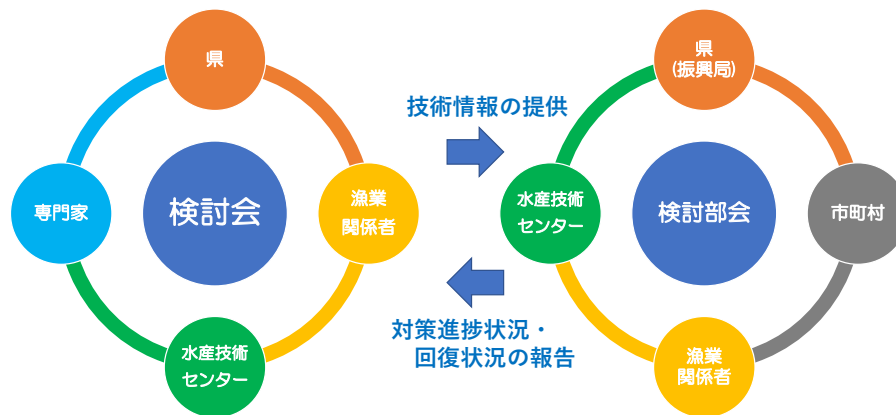 県
専門家
検討会
漁業
関係者
水産技術
センター
技術情報の提供
対策進捗状況・
回復状況の報告
県
(振興局)
水産技術
センター
検討部会
市町村
漁業
関係者